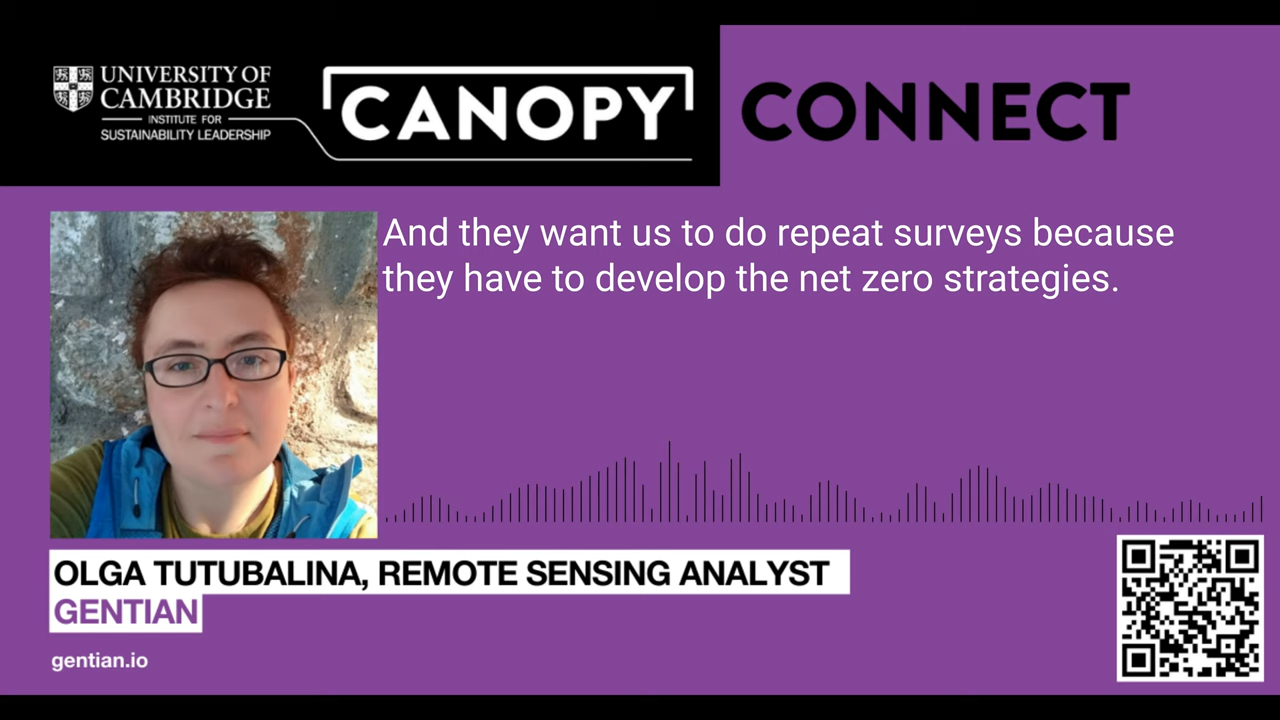 UNIVERSITY OF
CAMBRIDGE
INSTITUTE FOR
SUSTAINABILITY LEADERSHIP
CANOPY
CONNECT
And they want us to do repeat surveys because
they have to develop the net zero strategies.
OLGA TUTUBALINA, REMOTE SENSING ANALYST
GENTIAN
gentian.io